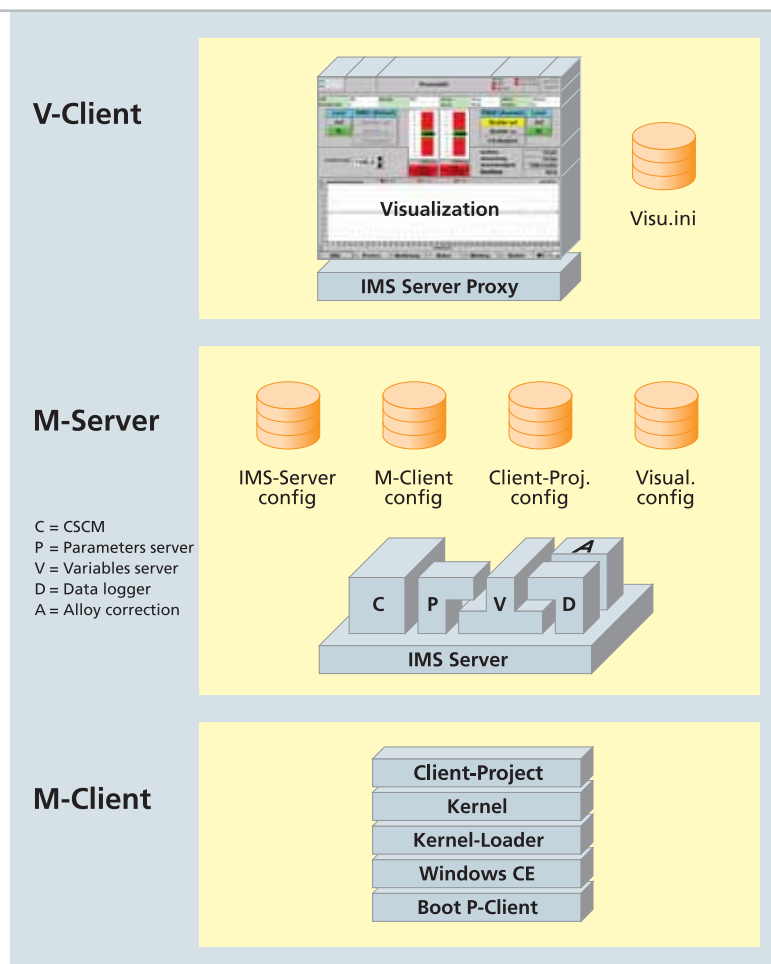 V-Client
Visualization
IMS Server Proxy
Visu.ini
M-Server
C = CSCM
P = Parameters server
V = Variables server
D = Data logger
A = Alloy correction
IMS-Server
config
M-Client
config
Client-Proj.
config
Visual.
config
C
P
V
D
A
IMS Server
M-Client
Client-Project
Kernel
Kernel-Loader
Windows CE
Boot P-Client